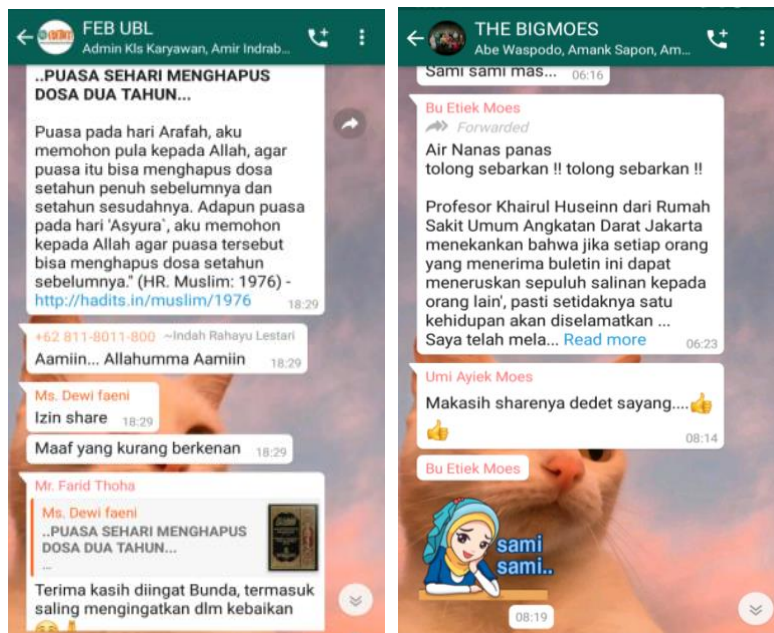 FEB UBL
Admin Kls Karyawan, Amir Indrab...
..PUASA SEHARI MENGHAPUS
DOSA DUA TAHUN...
Puasa pada hari Arafah, aku
memohon pula kepada Allah, agar
puasa itu bisa menghapus dosa
setahun penuh sebelumnya dan
setahun sesudahnya. Adapun puasa
pada hari 'Asyura`, aku memohon
kepada Allah agar puasa tersebut
bisa menghapus dosa setahun
sebelumnya." (HR. Muslim: 1976) -
http://hadits.in/muslim/1976 18:29
+62 811-8011-800 ~Indah Rahayu Lestari
Aamiin... Allahumma Aamiin 18:29
Ms. Dewi faeni
Izin share 18:29
Maaf yang kurang berkenan 18:29
Mr. Farid Thoha
Ms. Dewi faeni
..PUASA SEHARI MENGHAPUS
DOSA DUA TAHUN...
...
Terima kasih diingat Bunda, termasuk
saling mengingatkan dlm kebaikan
THE BIGMOES
Abe Waspodo, Amank Sapon, Am...
Sami sami mas... 06:16
Bu Etiek Moes
Forwarded
Air Nanas panas
tolong sebarkan !! tolong sebarkan !!
Profesor Khairul Huseinn dari Rumah
Sakit Umum Angkatan Darat Jakarta
menekankan bahwa jika setiap orang
yang menerima buletin ini dapat
meneruskan sepuluh salinan kepada
orang lain', pasti setidaknya satu
kehidupan akan diselamatkan ...
Saya telah mela... Read more 06:23
Umi Ayiek Moes
Makasih sharenya dedet sayang....👍
👍 08:14
Bu Etiek Moes
sami
sami..
08:19